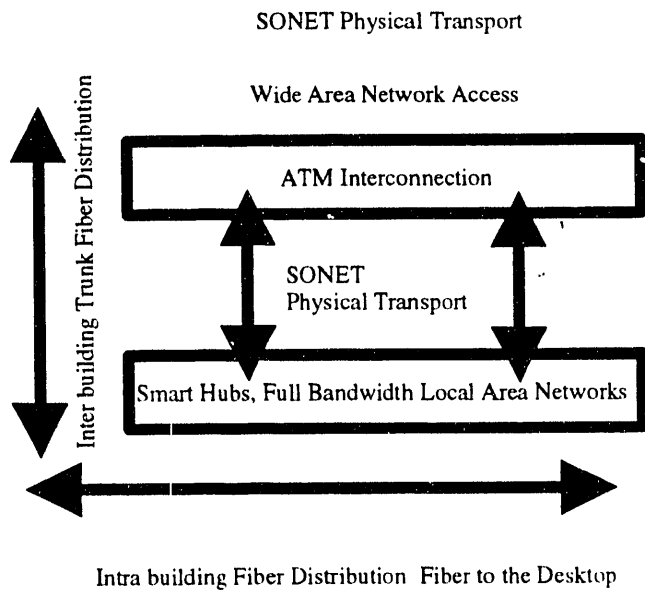 SONET Physical Transport
Wide Area Network Access
Inter building Trunk Fiber Distribution
ATM Interconnection
SONET
Physical Transport
Smart Hubs, Full Bandwidth Local Area Networks
Intra building Fiber Distribution Fiber to the Desktop